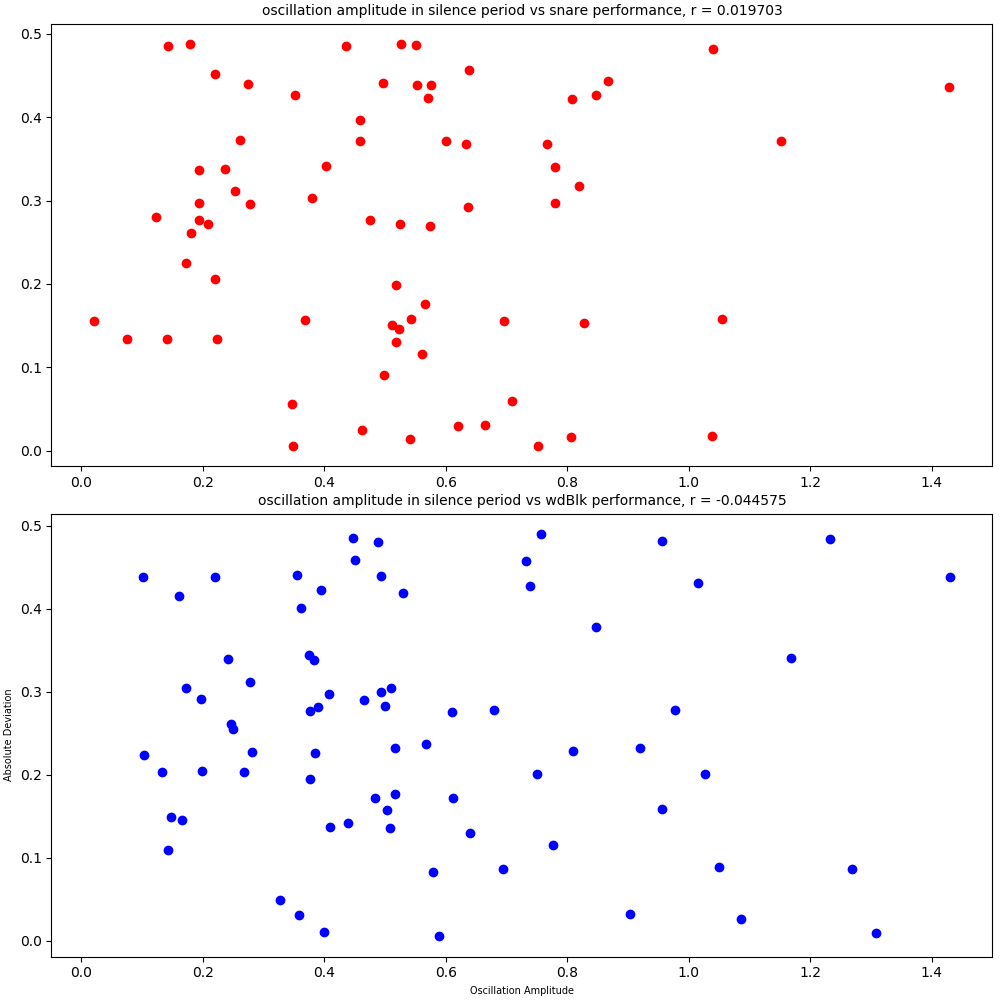 oscillation amplitude in silence period vs snare performance, r = 0.019703
0.5
0.4
0.3
0.2
0.1
0.0
0.0 0.2 0.4 0.6 0.8 1.0 1.2 1.4
oscillation amplitude in silence period vs wdBlk performance, r = -0.044575
0.5
0.4
0.3
0.2
0.1
0.0
Absolute Deviation
0.0 0.2 0.4 0.6 0.8 1.0 1.2 1.4
Oscillation Amplitude